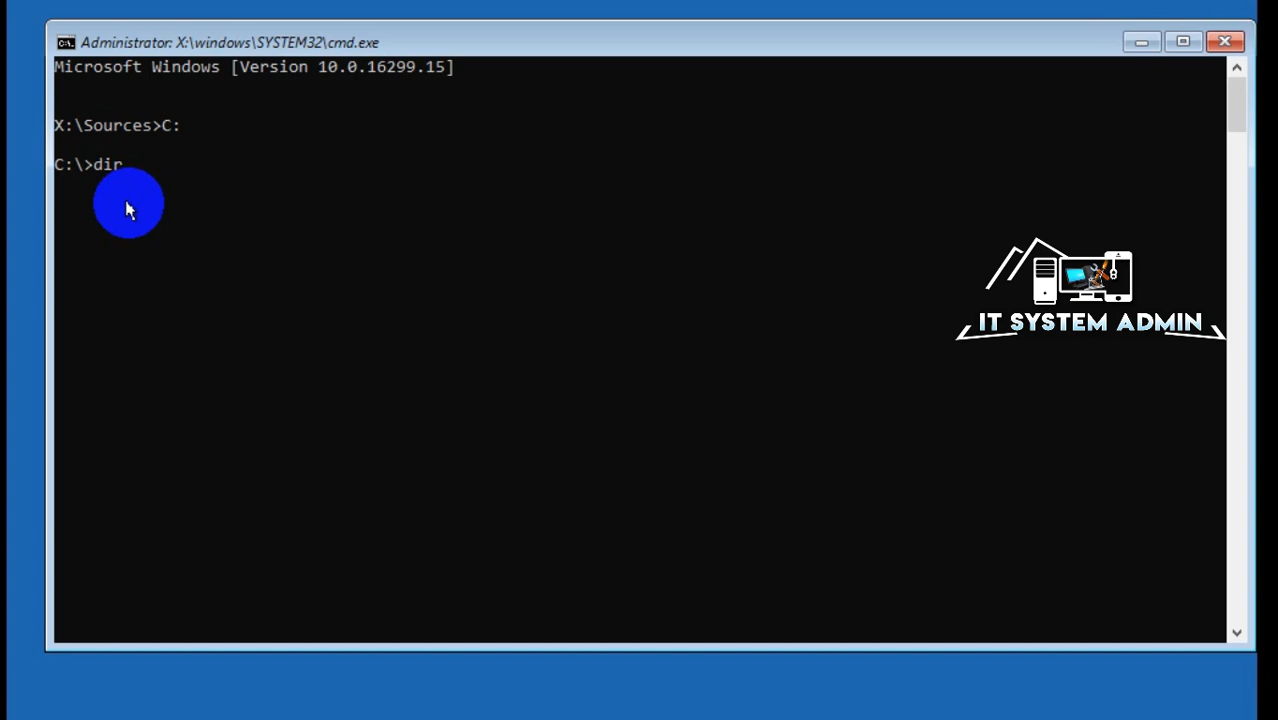 Administrator: X:\windows\SYSTEM32\cmd.exe
Microsoft Windows [Version 10.0.16299.15]
X:\Sources>C:
C:\>dir
IT SYSTEM ADMIN